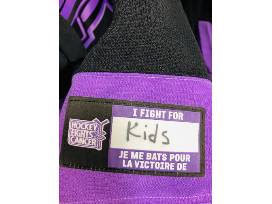 HOCKEY
FIGHTS
CANCER
I FIGHT FOR
Kids
JE ME BATS POUR
LA VICTOIRE DE